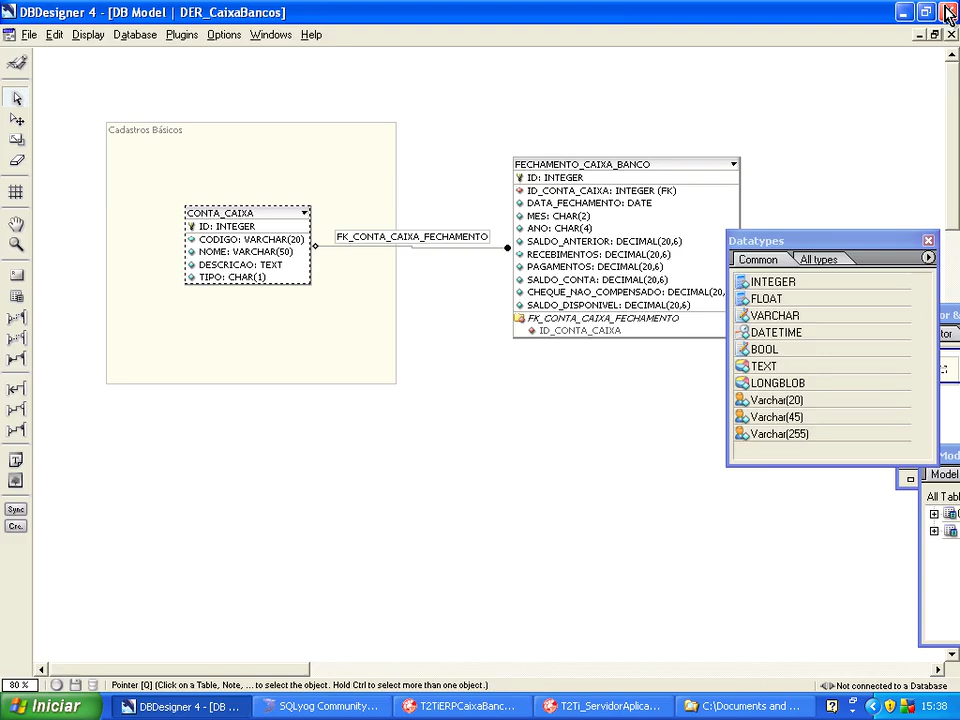 DBDesigner 4 - [DB Model | DER_CaixaBancos]
File Edit Display Database Plugins Options Windows Help
Cadastros Básicos
CONTA_CAIXA
ID: INTEGER
CODIGO: VARCHAR(20)
NOME: VARCHAR(50)
DESCRICAO: TEXT
TIPO: CHAR(1)
FK_CONTA_CAIXA_FECHAMENTO
FECHAMENTO_CAIXA_BANCO
ID: INTEGER
ID_CONTA_CAIXA: INTEGER (FK)
DATA_FECHAMENTO: DATE
MES: CHAR(2)
ANO: CHAR(4)
SALDO_ANTERIOR: DECIMAL(20,6)
RECEBIMENTOS: DECIMAL(20,6)
PAGAMENTOS: DECIMAL(20,6)
SALDO_CONTA: DECIMAL(20,6)
CHEQUE_NAO_COMPENSADO: DECIMAL(20,
SALDO_DISPONIVEL: DECIMAL(20,6)
FK_CONTA_CAIXA_FECHAMENTO
ID_CONTA_CAIXA
Datatypes
Common All types
INTEGER
FLOAT
VARCHAR
DATETIME
BOOL
TEXT
LONGBLOB
Varchar(20)
Varchar(45)
Varchar(255)
or &
tor
Mod
Model
All Tabl
Sync
Cre.
80 % Pointer [Q] (Click on a Table, Note, ... to select the object. Hold Ctrl to select more than one object.) Not connected to a Database
Iniciar DBDesigner 4 - [DB ... SQLyog Community... T2TiERPCaixaBanc... T2Ti_ServidorAplica... C:\Documents and ... 15:38